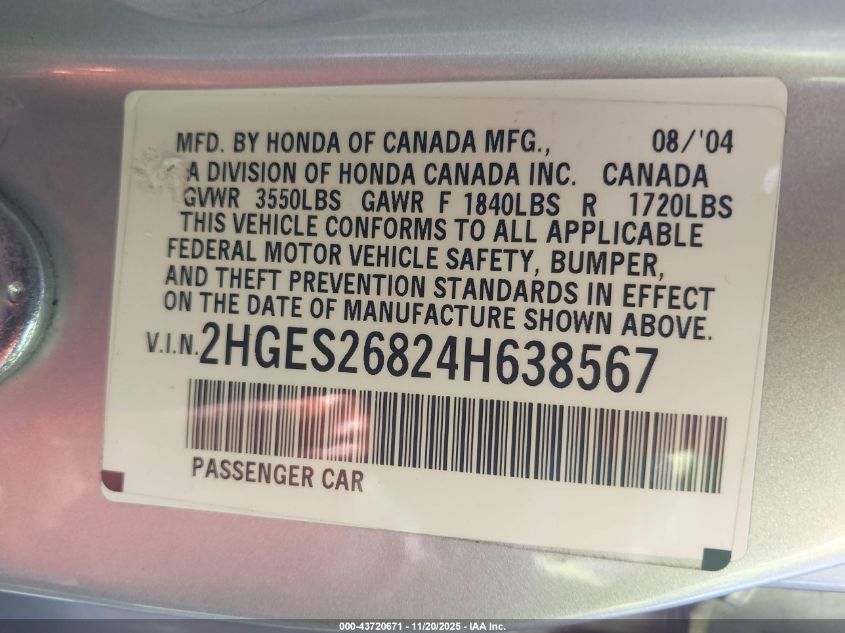 MFD. BY HONDA OF CANADA MFG., 08/'04
A DIVISION OF HONDA CANADA INC. CANADA
GVWR 3550LBS GAWR F 1840LBS R 1720LBS
THIS VEHICLE CONFORMS TO ALL APPLICABLE
FEDERAL MOTOR VEHICLE SAFETY, BUMPER,
AND THEFT PREVENTION STANDARDS IN EFFECT
ON THE DATE OF MANUFACTURE SHOWN ABOVE.
V.I.N. 2HGES26824H638567
PASSENGER CAR
000-43720671 - 11/20/2025 - IAA Inc.